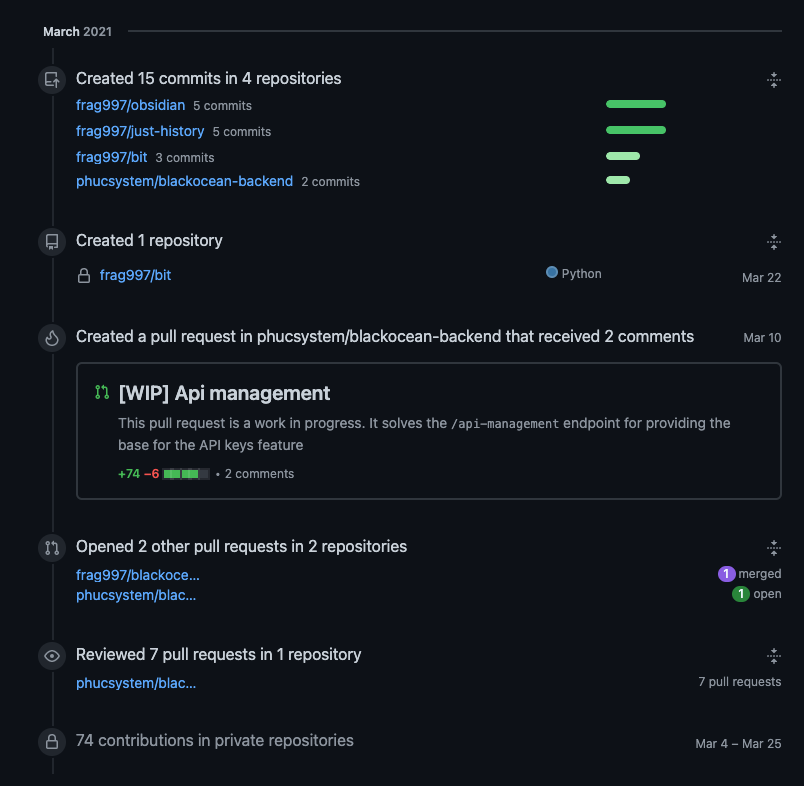 March 2021
Created 15 commits in 4 repositories
frag997/obsidian 5 commits
frag997/just-history 5 commits
frag997/bit 3 commits
phucsystem/blackocean-backend 2 commits
Created 1 repository
frag997/bit Python Mar 22
Created a pull request in phucsystem/blackocean-backend that received 2 comments Mar 10
[WIP] Api management
This pull request is a work in progress. It solves the /api-management endpoint for providing the
base for the API keys feature
+74 −6 • 2 comments
Opened 2 other pull requests in 2 repositories
frag997/blackoce... 1 merged
phucsystem/blac... 1 open
Reviewed 7 pull requests in 1 repository
phucsystem/blac... 7 pull requests
74 contributions in private repositories Mar 4 – Mar 25